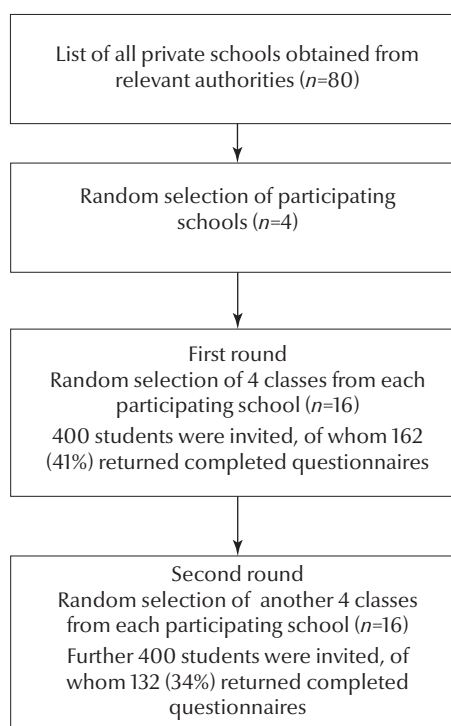 List of all private schools obtained from
relevant authorities (n=80)
Random selection of participating
schools (n=4)
First round
Random selection of 4 classes from each
participating school (n=16)
400 students were invited, of whom 162
(41%) returned completed questionnaires
Second round
Random selection of another 4 classes
from each participating school (n=16)
Further 400 students were invited, of
whom 132 (34%) returned completed
questionnaires